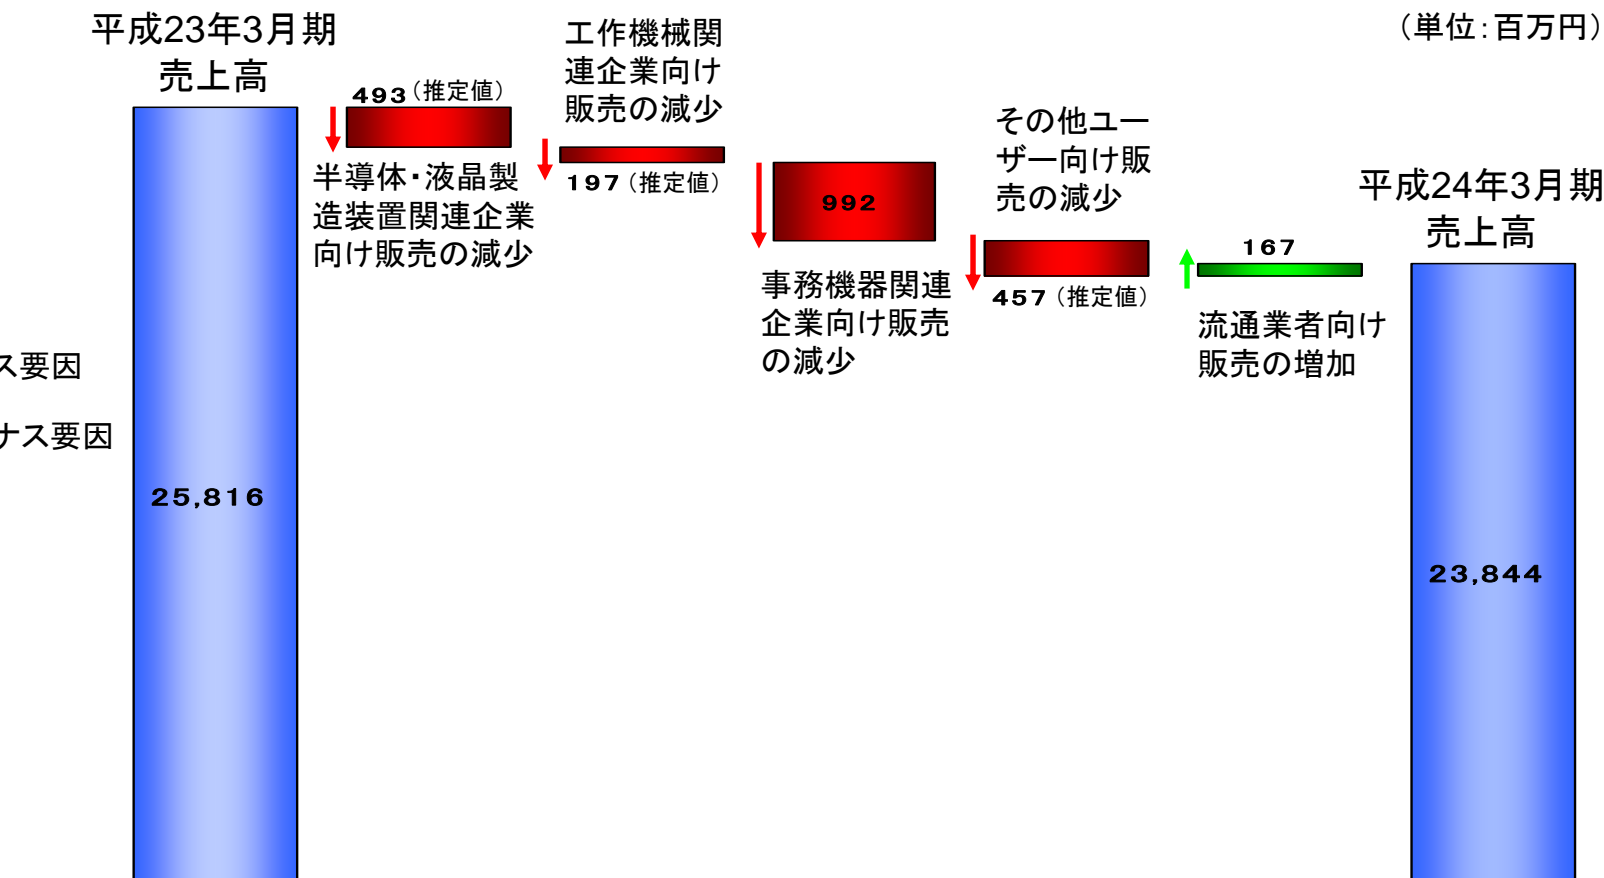 平成23年3月期
売上高
(単位:百万円)
493(推定値)
半導体・液晶製
造装置関連企業
向け販売の減少
工作機械関
連企業向け
販売の減少
197(推定値)
992
事務機器関連
企業向け販売
の減少
その他ユー
ザー向け販
売の減少
457(推定値)
167
流通業者向け
販売の増加
平成24年3月期
売上高
ス要因
ナス要因
25,816
23,844